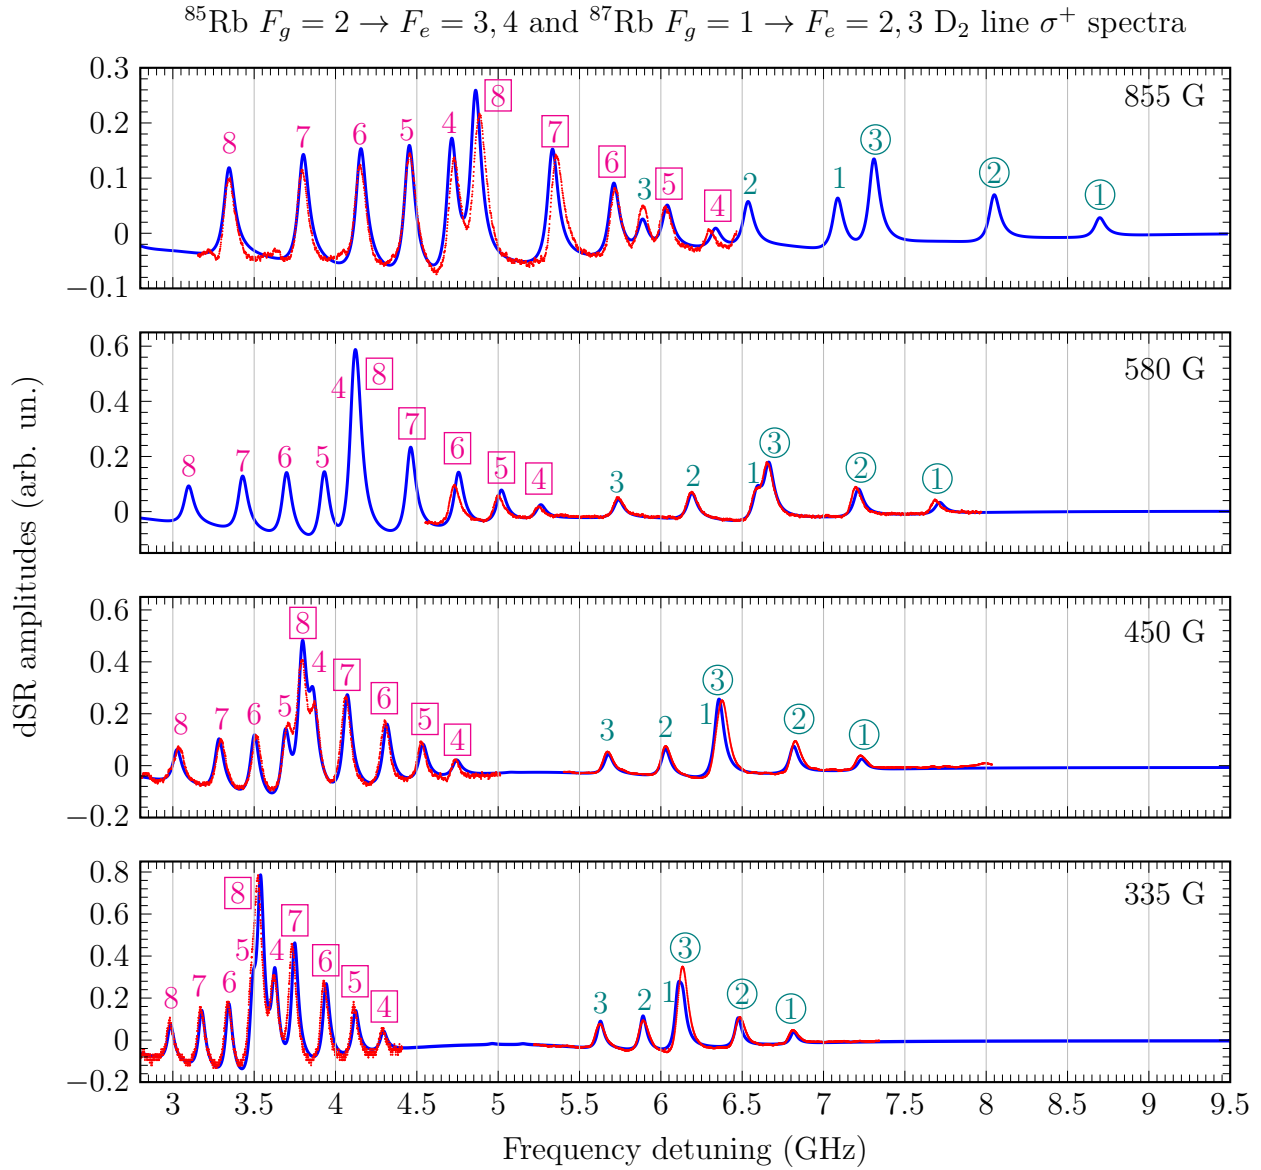 ⁸⁵Rb F_g = 2 → F_e = 3, 4 and ⁸⁷Rb F_g = 1 → F_e = 2, 3 D₂ line σ⁺ spectra
dSR amplitudes (arb. un.)
0.3
0.2
0.1
0
−0.1
855 G
8 7 6 5 4 8 7 6 3 5 4 2 1 3 2 1
0.6
0.4
0.2
0
580 G
8 7 6 5 4 8 7 6 5 4 3 2 1 3 2 1
0.6
0.4
0.2
0
−0.2
450 G
8 7 6 5 8 4 7 6 5 4 3 2 1 3 2 1
0.8
0.6
0.4
0.2
0
−0.2
335 G
8 7 6 5 8 4 7 6 5 4 3 2 1 3 2 1
3 3.5 4 4.5 5 5.5 6 6.5 7 7.5 8 8.5 9 9.5
Frequency detuning (GHz)